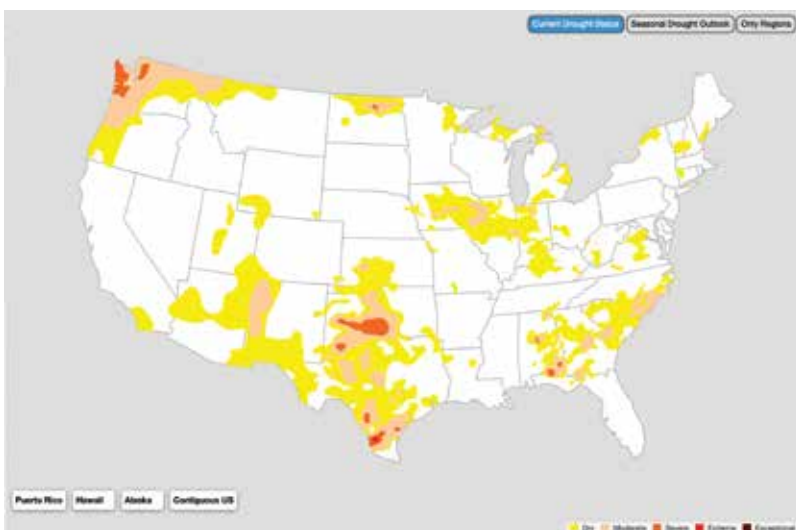 Current Drought Status Seasonal Drought Outlook Only Regions
Puerto Rico Hawaii Alaska Contiguous US
Dry Moderate Severe Extreme Exceptional